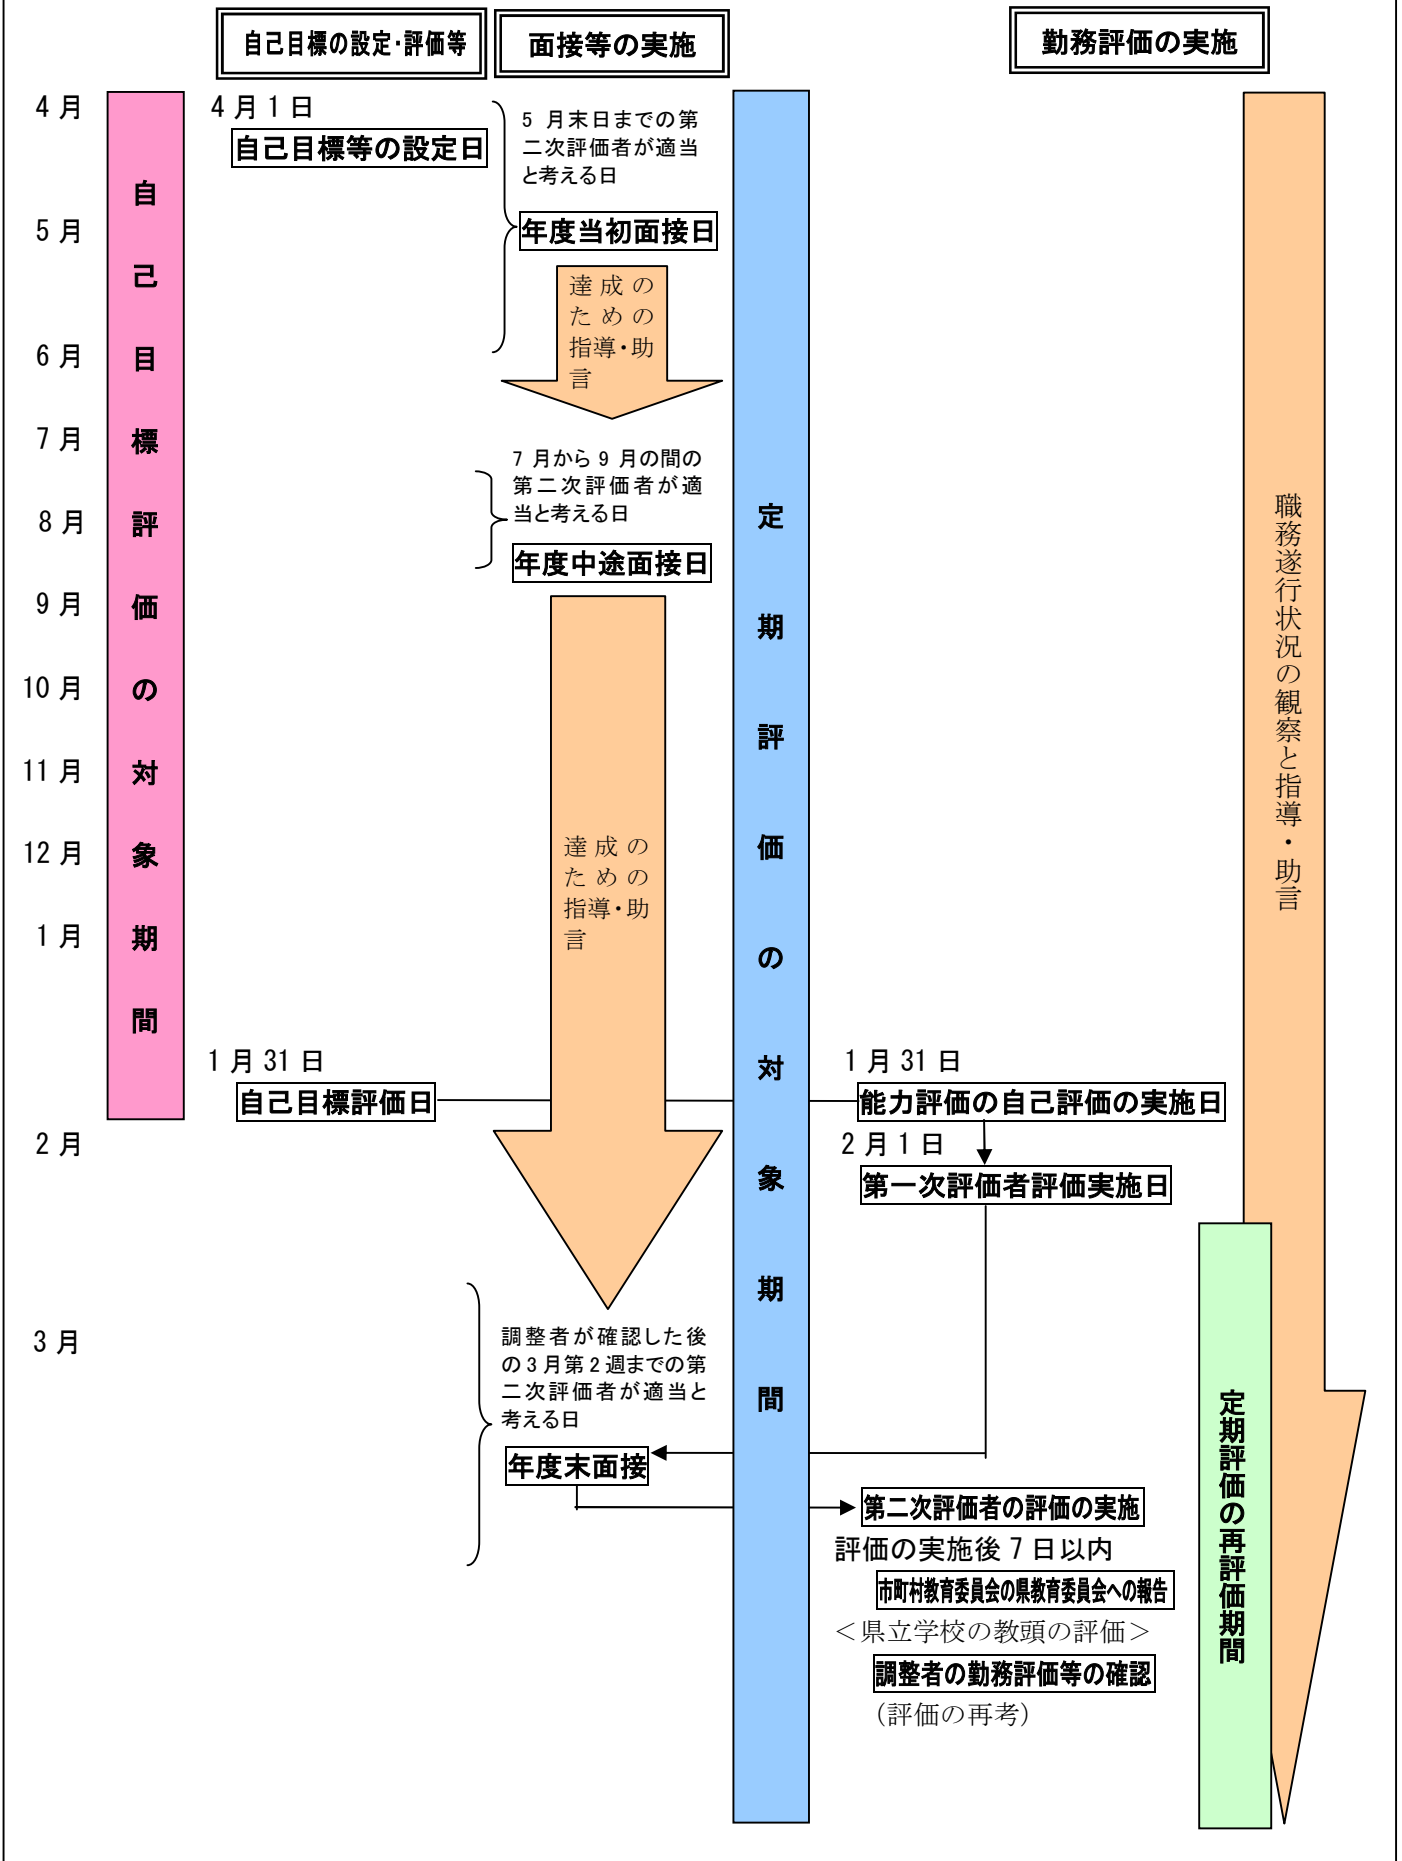 自己目標の設定・評価等
面接等の実施
勤務評価の実施
4月
5月
6月
7月
8月
9月
10月
11月
12月
1月
2月
3月
自己目標評価の対象期間
4月1日
自己目標等の設定日
5 月末日までの第
二次評価者が適当
と考える日
年度当初面接日
達成の
ための
指導・助
言
7 月から 9 月の間の
第二次評価者が適
当と考える日
年度中途面接日
達成の
ための
指導・助
言
1月31日
自己目標評価日
調整者が確認した後
の3月第2週までの第
二次評価者が適当と
考える日
年度末面接
定期評価の対象期間
1月31日
能力評価の自己評価の実施日
2月1日
第一次評価者評価実施日
第二次評価者の評価の実施
評価の実施後7日以内
市町村教育委員会の県教育委員会への報告
＜県立学校の教頭の評価＞
調整者の勤務評価等の確認
（評価の再考）
職務遂行状況の観察と指導・助言
定期評価の再評価期間